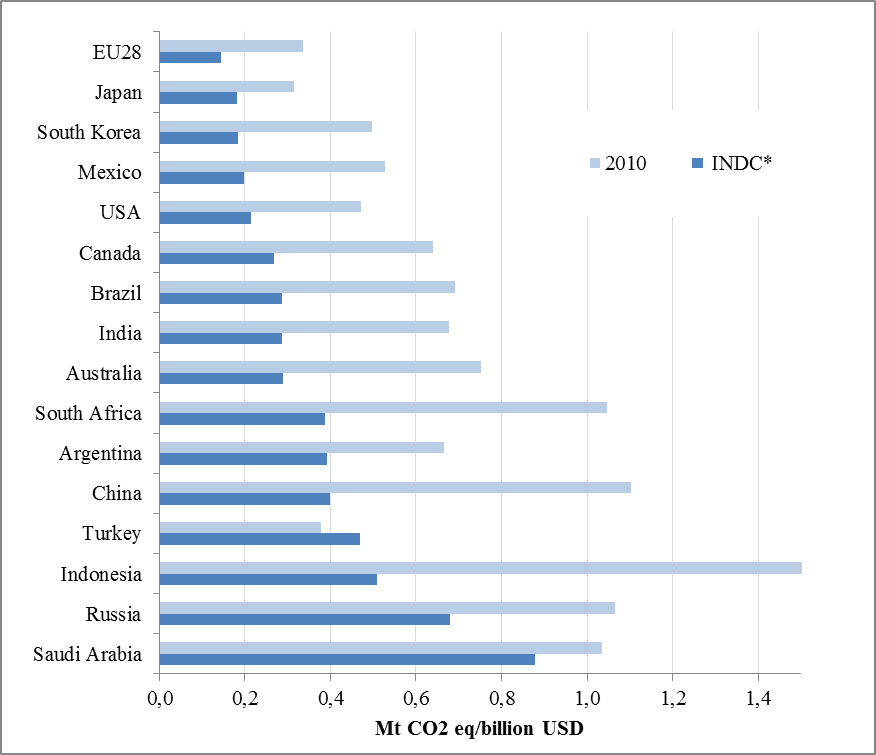 EU28
Japan
South Korea
Mexico
2010 INDC*
USA
Canada
Brazil
India
Australia
South Africa
Argentina
China
Turkey
Indonesia
Russia
Saudi Arabia
0,0 0,2 0,4 0,6 0,8 1,0 1,2 1,4
Mt CO2 eq/billion USD